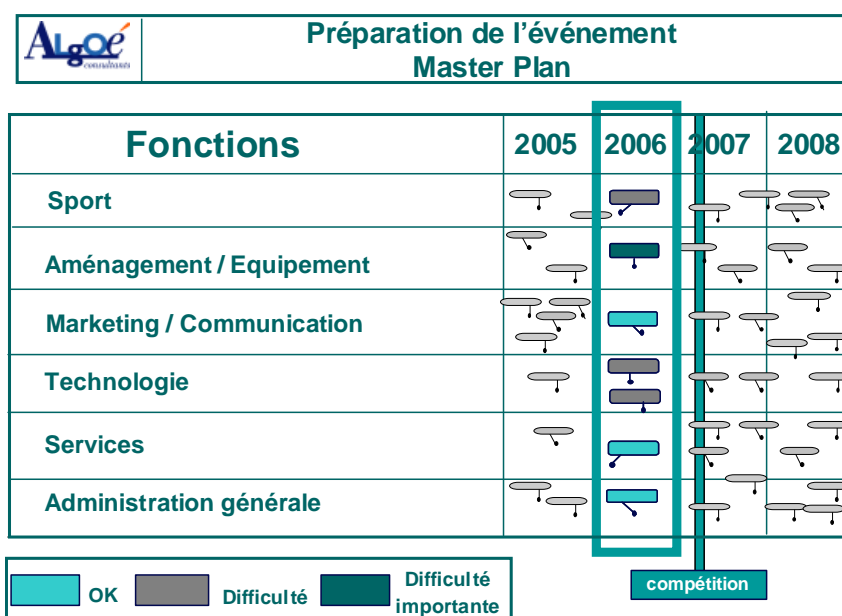 ALgoé
consultants
Préparation de l'événement
Master Plan
Fonctions 2005 2006 2007 2008
Sport
Aménagement / Equipement
Marketing / Communication
Technologie
Services
Administration générale
OK Difficulté Difficulté importante
compétition